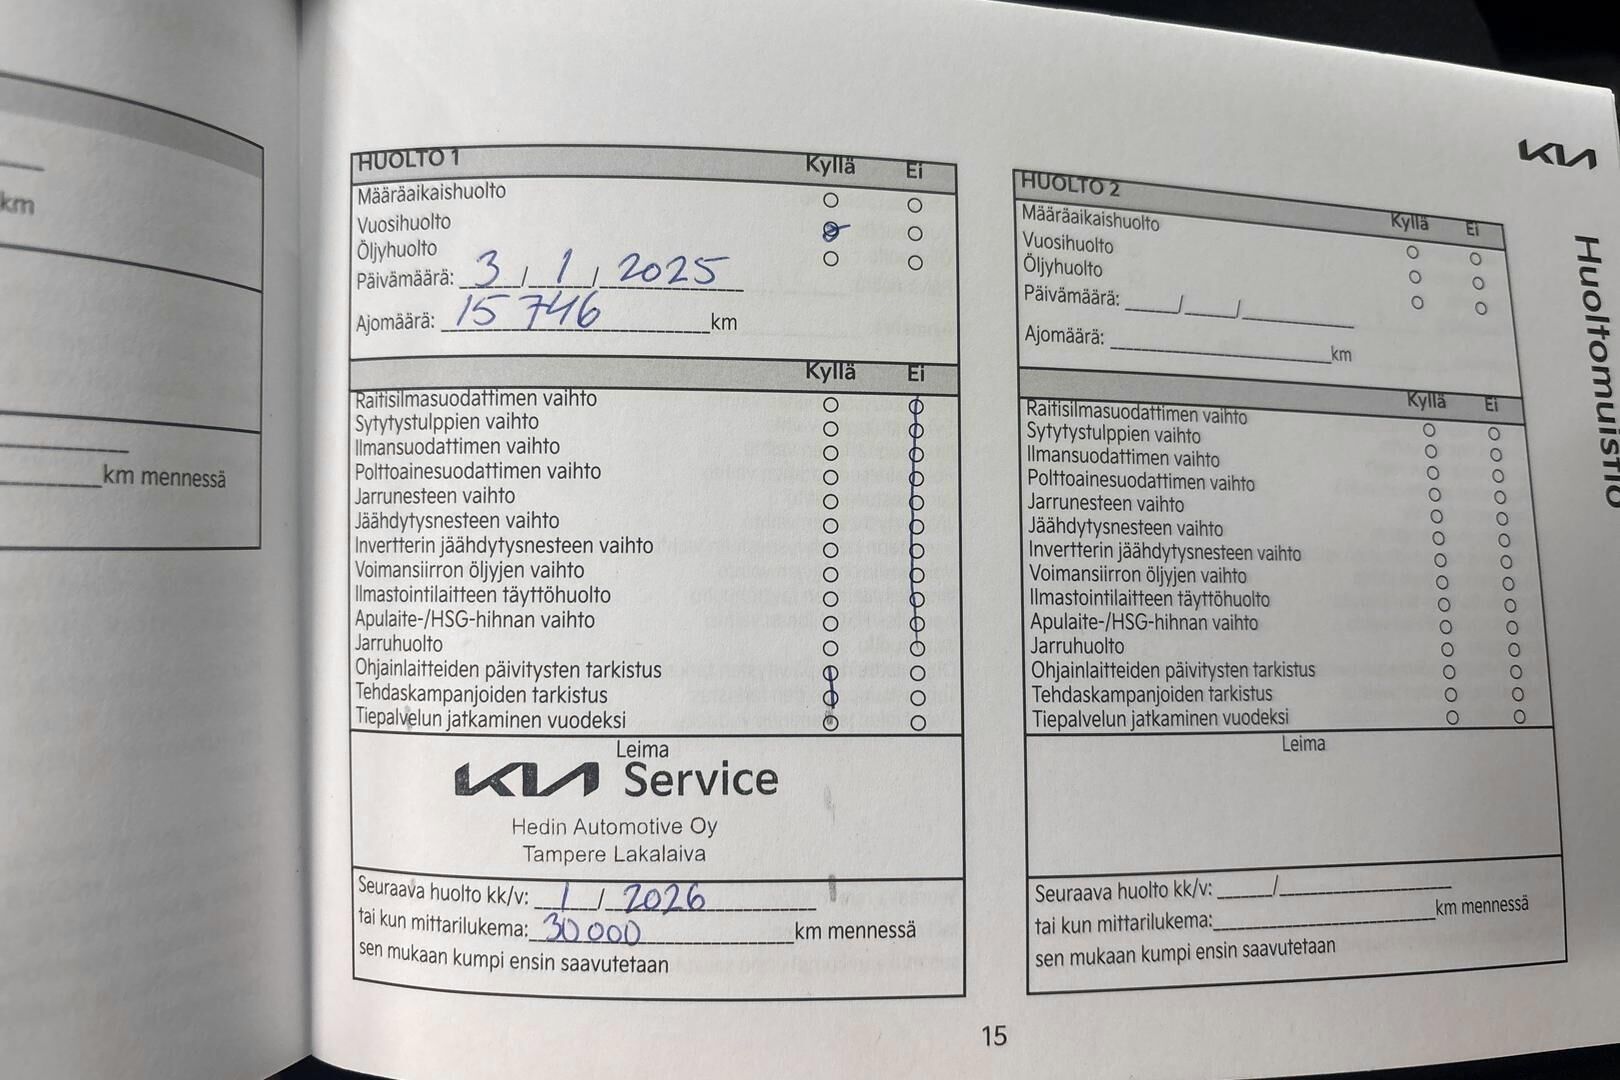 km
km mennessä
HUOLTO 1 Kyllä Ei
Määräaikaishuolto
Vuosihuolto
Öljyhuolto
Päivämäärä: 3 / 1 / 2025
Ajomäärä: 15 746 km
Kyllä Ei
Raitisilmasuodattimen vaihto
Sytytystulppien vaihto
Ilmansuodattimen vaihto
Polttoainesuodattimen vaihto
Jarrunesteen vaihto
Jäähdytysnesteen vaihto
Invertterin jäähdytysnesteen vaihto
Voimansiirron öljyjen vaihto
Ilmastointilaitteen täyttöhuolto
Apulaite-/HSG-hihnan vaihto
Jarruhuolto
Ohjainlaitteiden päivitysten tarkistus
Tehdaskampanjoiden tarkistus
Tiepalvelun jatkaminen vuodeksi
Leima
KIA Service
Hedin Automotive Oy
Tampere Lakalaiva
Seuraava huolto kk/v: 1 / 2026
tai kun mittarilukema: 30 000 km mennessä
sen mukaan kumpi ensin saavutetaan
KIA
Huoltomuistio
HUOLTO 2 Kyllä Ei
Määräaikaishuolto
Vuosihuolto
Öljyhuolto
Päivämäärä: / /
Ajomäärä: km
Kyllä Ei
Raitisilmasuodattimen vaihto
Sytytystulppien vaihto
Ilmansuodattimen vaihto
Polttoainesuodattimen vaihto
Jarrunesteen vaihto
Jäähdytysnesteen vaihto
Invertterin jäähdytysnesteen vaihto
Voimansiirron öljyjen vaihto
Ilmastointilaitteen täyttöhuolto
Apulaite-/HSG-hihnan vaihto
Jarruhuolto
Ohjainlaitteiden päivitysten tarkistus
Tehdaskampanjoiden tarkistus
Tiepalvelun jatkaminen vuodeksi
Leima
Seuraava huolto kk/v: /
tai kun mittarilukema: km mennessä
sen mukaan kumpi ensin saavutetaan
15